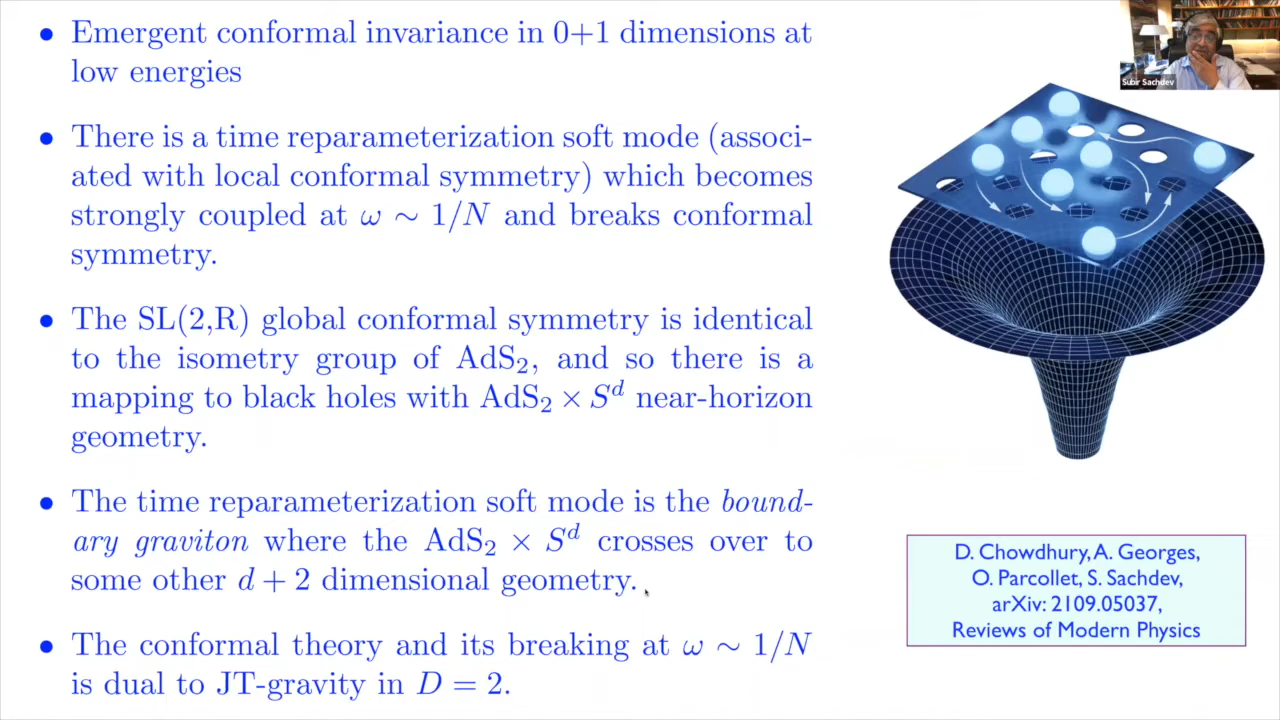 • Emergent conformal invariance in 0+1 dimensions at
low energies
• There is a time reparameterization soft mode (associ-
ated with local conformal symmetry) which becomes
strongly coupled at ω ∼ 1/N and breaks conformal
symmetry.
• The SL(2,R) global conformal symmetry is identical
to the isometry group of AdS₂, and so there is a
mapping to black holes with AdS₂ × Sᵈ near-horizon
geometry.
• The time reparameterization soft mode is the bound-
ary graviton where the AdS₂ × Sᵈ crosses over to
some other d + 2 dimensional geometry.
• The conformal theory and its breaking at ω ∼ 1/N
is dual to JT-gravity in D = 2.
Subir Sachdev
D. Chowdhury, A. Georges,
O. Parcollet, S. Sachdev,
arXiv: 2109.05037,
Reviews of Modern Physics